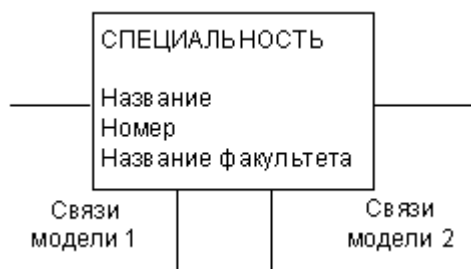 СПЕЦИАЛЬНОСТЬ
Название
Номер
Название факультета
Связи
модели 1
Связи
модели 2